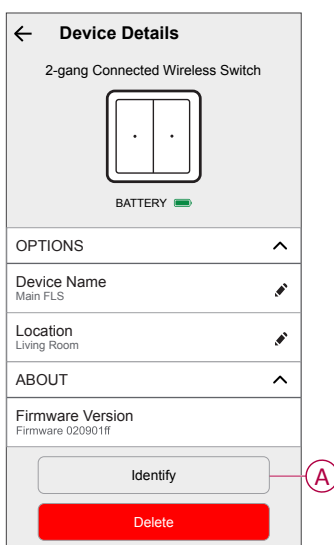 Device Details
2-gang Connected Wireless Switch
BATTERY
OPTIONS
Device Name
Main FLS
Location
Living Room
ABOUT
Firmware Version
Firmware 020901ff
Identify
A
Delete